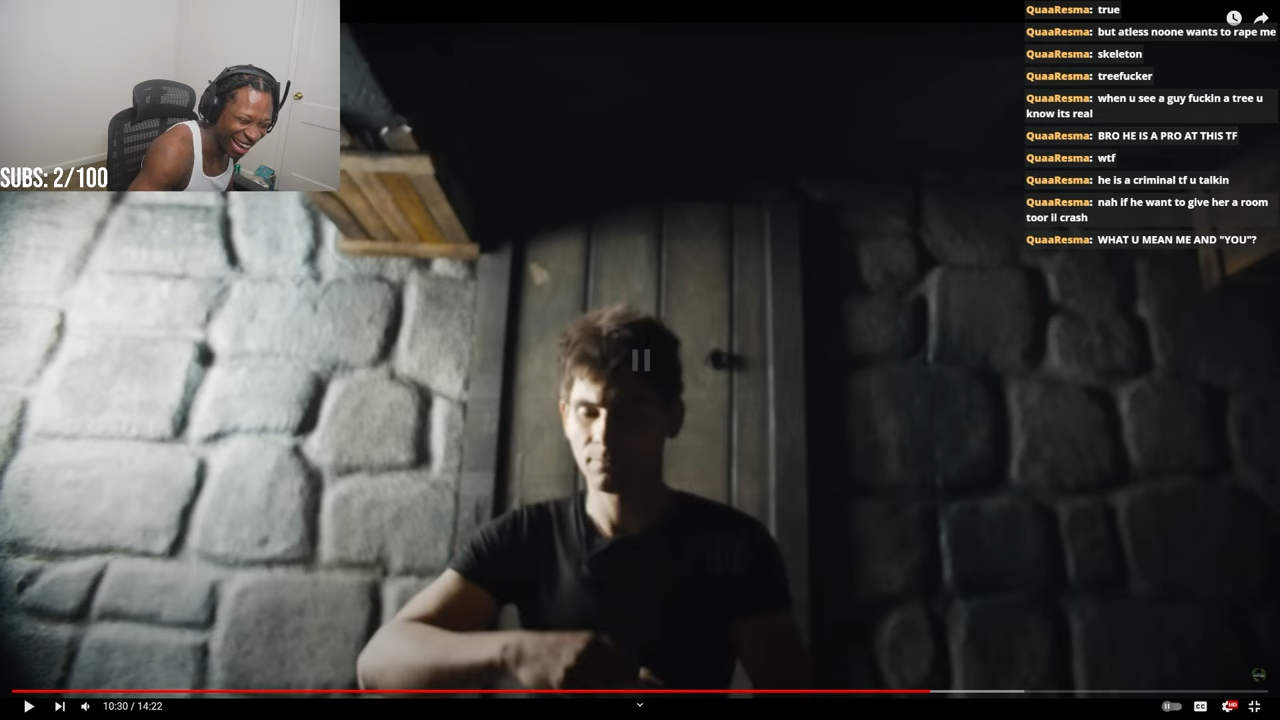 QuaaResma: true
QuaaResma: but atless noone wants to rape me
QuaaResma: skeleton
QuaaResma: treefucker
QuaaResma: when u see a guy fuckin a tree u
know its real
QuaaResma: BRO HE IS A PRO AT THIS TF
QuaaResma: wtf
QuaaResma: he is a criminal tf u talkin
QuaaResma: nah if he want to give her a room
toor il crash
QuaaResma: WHAT U MEAN ME AND "YOU"?
SUBS: 2/100
10:30 / 14:22
CC
HD